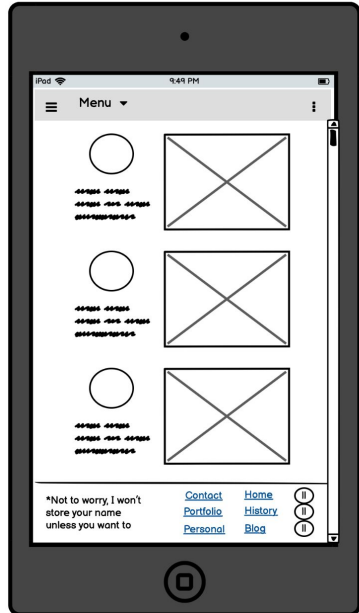 iPod 9:49 PM
Menu
*Not to worry, I won't
store your name
unless you want to
Contact Home
Portfolio History
Personal Blog